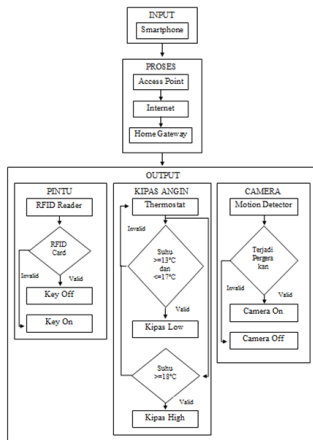 INPUT
Smartphone
PROSES
Access Point
Internet
Home Gateway
OUTPUT
PINTU
RFID Reader
RFID
Card
Invalid
Valid
Key Off
Key On
KIPAS ANGIN
Thermostat
Invalid
Suhu
>=13°C
dan
<=17°C
Valid
Kipas Low
Suhu
>=18°C
Valid
Kipas High
CAMERA
Motion Detector
Terjadi
Pergera
kan
Invalid
Valid
Camera On
Camera Off